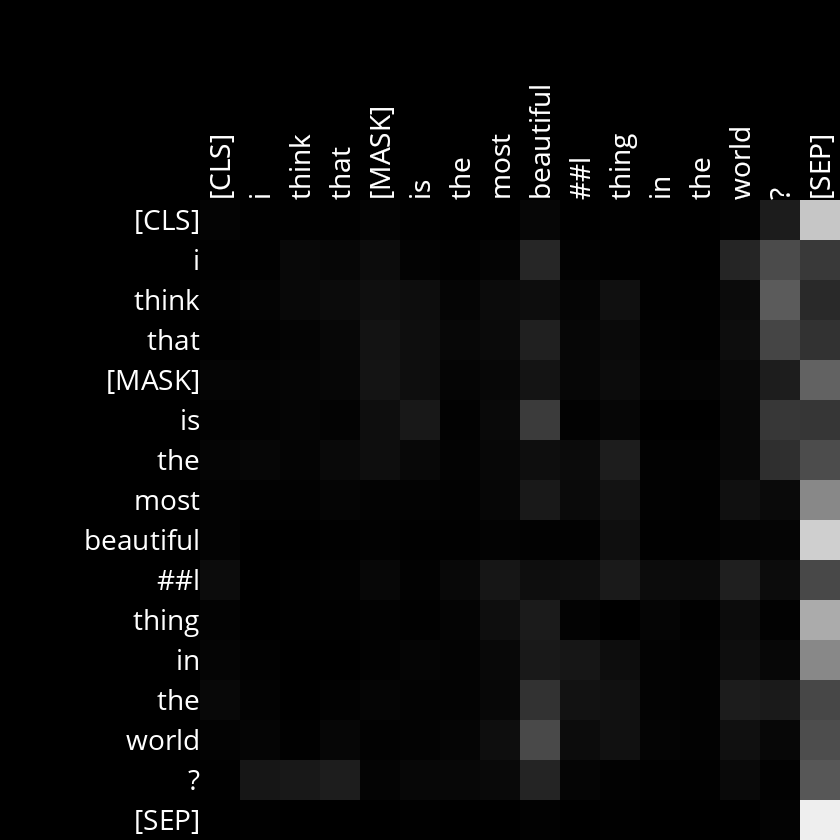 [CLS] i think that [MASK] is the most beautiful ##l thing in the world ? [SEP]
[CLS]
i
think
that
[MASK]
is
the
most
beautiful
##l
thing
in
the
world
?
[SEP]